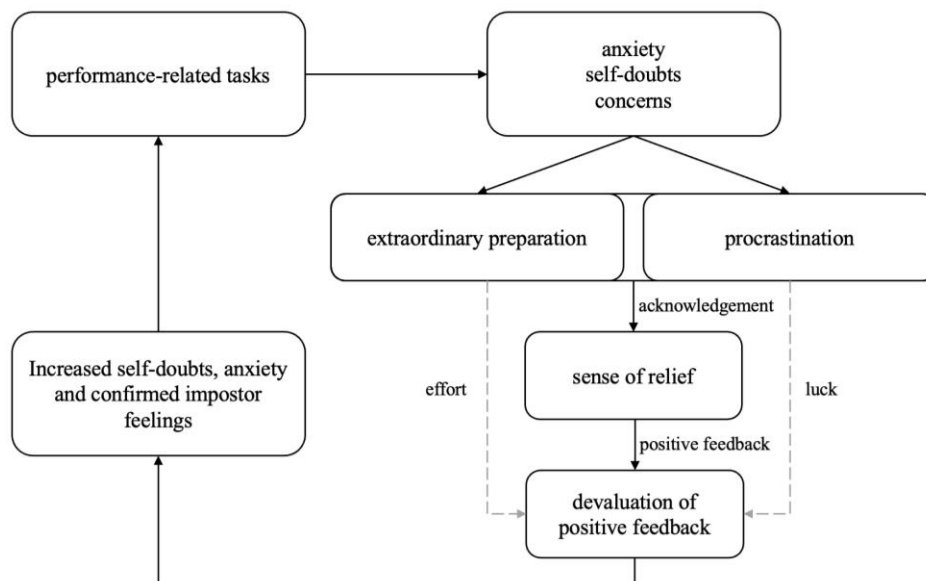 performance-related tasks
anxiety
self-doubts
concerns
extraordinary preparation
procrastination
acknowledgement
Increased self-doubts, anxiety
and confirmed impostor
feelings
effort
sense of relief
luck
positive feedback
devaluation of
positive feedback